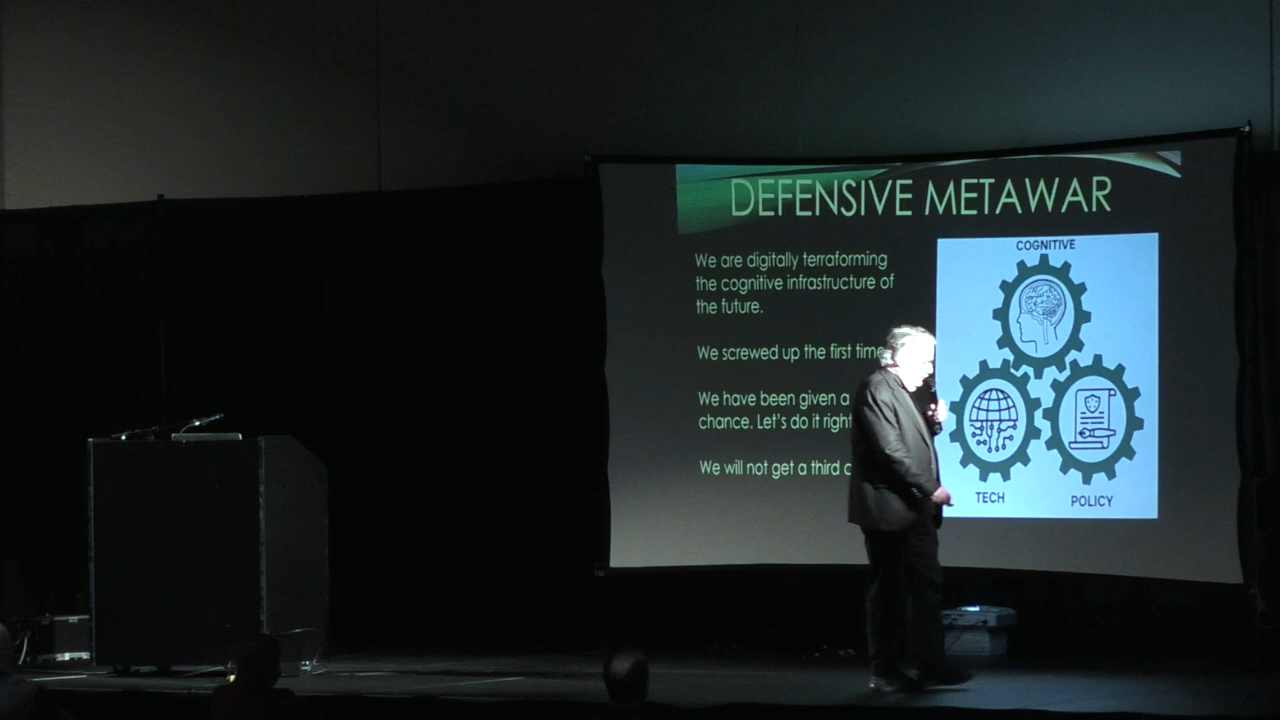 DEFENSIVE METAWAR
We are digitally terraforming
the cognitive infrastructure of
the future.
We screwed up the first time
We have been given a
chance. Let's do it right
We will not get a third
COGNITIVE
TECH
POLICY